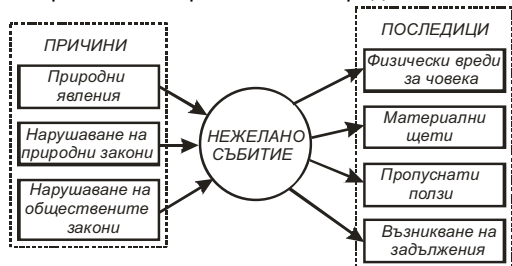 ПРИЧИНИ
Природни
явления
Нарушаване на
природни закони
Нарушаване на
обществените
закони
НЕЖЕЛАНО
СЪБИТИЕ
ПОСЛЕДИЦИ
Физически вреди
за човека
Материални
щети
Пропуснати
ползи
Възникване на
задължения